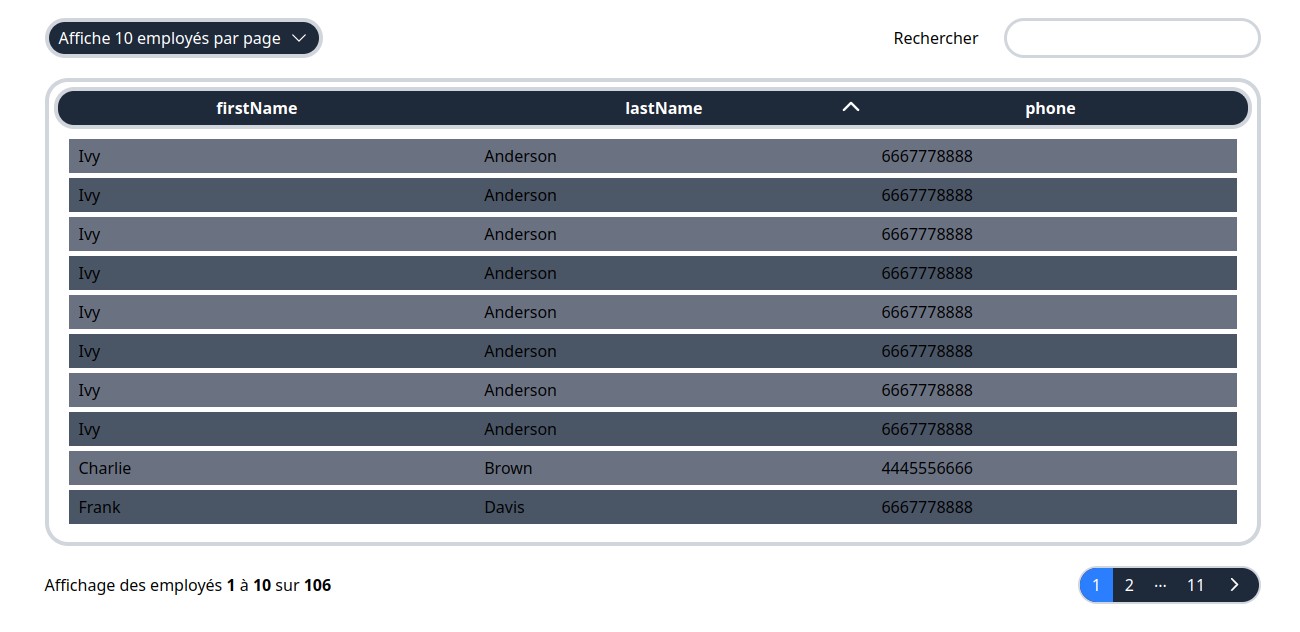 Affiche 10 employés par page Rechercher
firstName lastName phone
Ivy Anderson 6667778888
Ivy Anderson 6667778888
Ivy Anderson 6667778888
Ivy Anderson 6667778888
Ivy Anderson 6667778888
Ivy Anderson 6667778888
Ivy Anderson 6667778888
Ivy Anderson 6667778888
Charlie Brown 4445556666
Frank Davis 6667778888
Affichage des employés 1 à 10 sur 106 1 2 ... 11